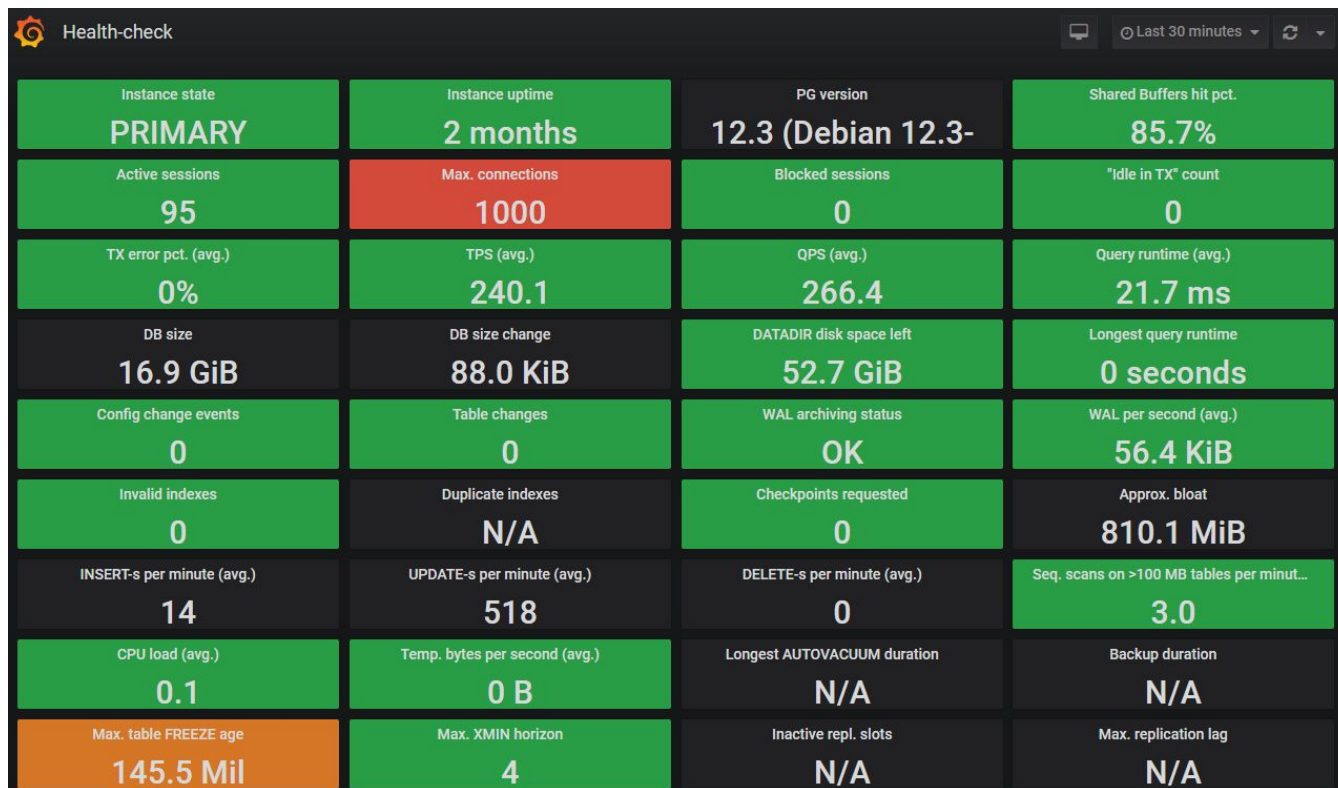 Health-check
Last 30 minutes
Instance state
PRIMARY
Instance uptime
2 months
PG version
12.3 (Debian 12.3-
Shared Buffers hit pct.
85.7%
Active sessions
95
Max. connections
1000
Blocked sessions
0
"Idle in TX" count
0
TX error pct. (avg.)
0%
TPS (avg.)
240.1
QPS (avg.)
266.4
Query runtime (avg.)
21.7 ms
DB size
16.9 GiB
DB size change
88.0 KiB
DATADIR disk space left
52.7 GiB
Longest query runtime
0 seconds
Config change events
0
Table changes
0
WAL archiving status
OK
WAL per second (avg.)
56.4 KiB
Invalid indexes
0
Duplicate indexes
N/A
Checkpoints requested
0
Approx. bloat
810.1 MiB
INSERT-s per minute (avg.)
14
UPDATE-s per minute (avg.)
518
DELETE-s per minute (avg.)
0
Seq. scans on >100 MB tables per minut...
3.0
CPU load (avg.)
0.1
Temp. bytes per second (avg.)
0 B
Longest AUTOVACUUM duration
N/A
Backup duration
N/A
Max. table FREEZE age
145.5 Mil
Max. XMIN horizon
4
Inactive repl. slots
N/A
Max. replication lag
N/A